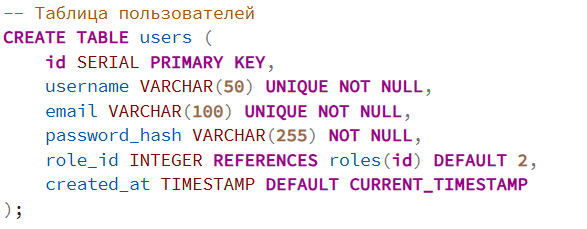 -- Таблица пользователей
CREATE TABLE users (
    id SERIAL PRIMARY KEY,
    username VARCHAR(50) UNIQUE NOT NULL,
    email VARCHAR(100) UNIQUE NOT NULL,
    password_hash VARCHAR(255) NOT NULL,
    role_id INTEGER REFERENCES roles(id) DEFAULT 2,
    created_at TIMESTAMP DEFAULT CURRENT_TIMESTAMP
);